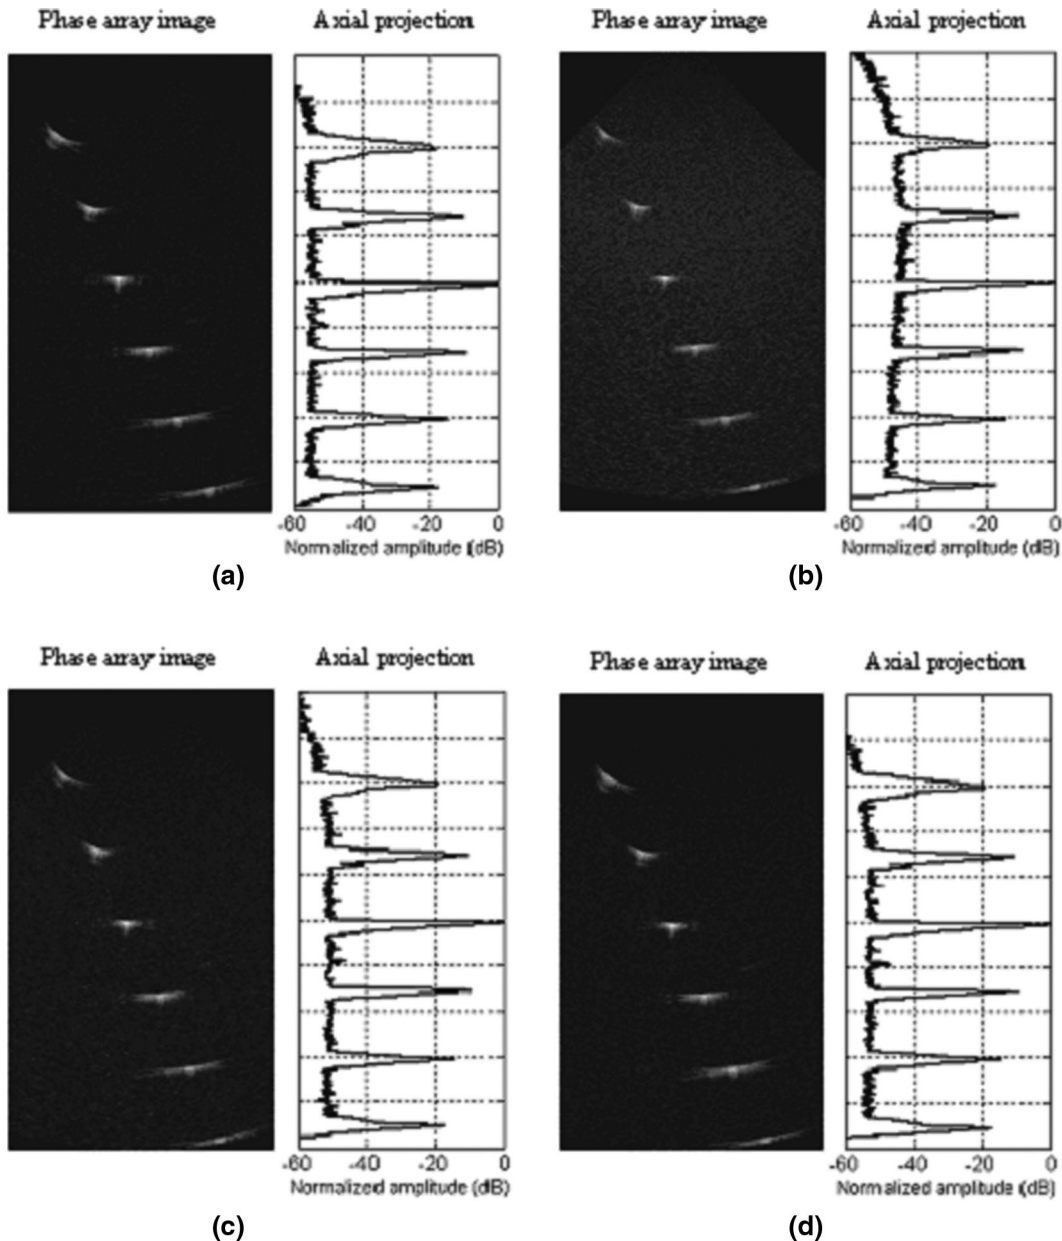 Phase array image Axial projection Phase array image Axial projection
-60 -40 -20 0 -60 -40 -20 0
Normalized amplitude (dB) Normalized amplitude (dB)
(a) (b)
Phase array image Axial projection Phase array image Axial projection
-60 -40 -20 0 -60 -40 -20 0
Normalized amplitude (dB) Normalized amplitude (dB)
(c) (d)